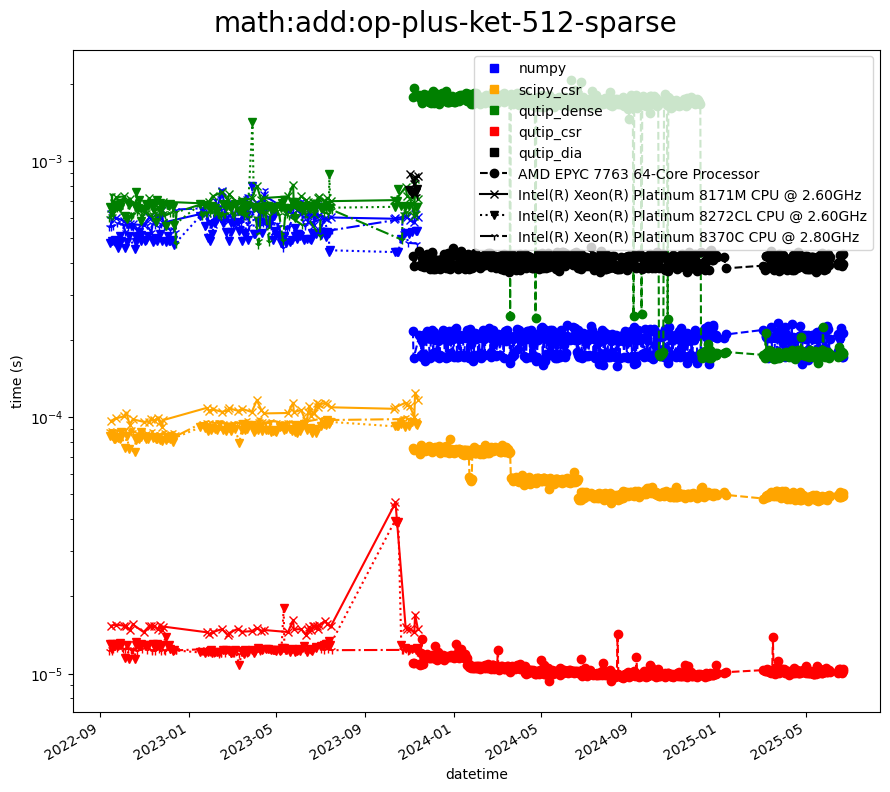 math:add:op-plus-ket-512-sparse
numpy
scipy_csr
qutip_dense
qutip_csr
qutip_dia
AMD EPYC 7763 64-Core Processor
Intel(R) Xeon(R) Platinum 8171M CPU @ 2.60GHz
Intel(R) Xeon(R) Platinum 8272CL CPU @ 2.60GHz
Intel(R) Xeon(R) Platinum 8370C CPU @ 2.80GHz
time (s)
10⁻³
10⁻⁴
10⁻⁵
2022-09
2023-01
2023-05
2023-09
2024-01
2024-05
2024-09
2025-01
2025-05
datetime